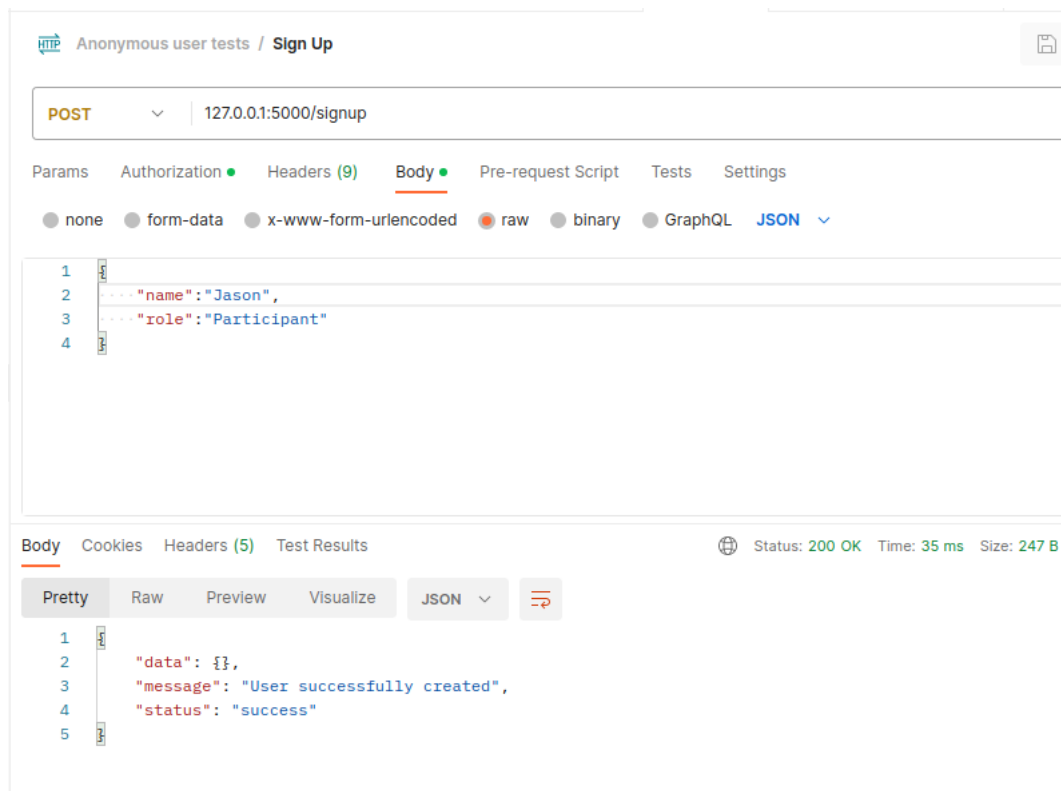 HTTP Anonymous user tests / Sign Up
POST 127.0.0.1:5000/signup
Params Authorization Headers (9) Body Pre-request Script Tests Settings
none form-data x-www-form-urlencoded raw binary GraphQL JSON
1 {
2 "name":"Jason",
3 "role":"Participant"
4 }
Body Cookies Headers (5) Test Results Status: 200 OK Time: 35 ms Size: 247 B
Pretty Raw Preview Visualize JSON
1 {
2 "data": {},
3 "message": "User successfully created",
4 "status": "success"
5 }